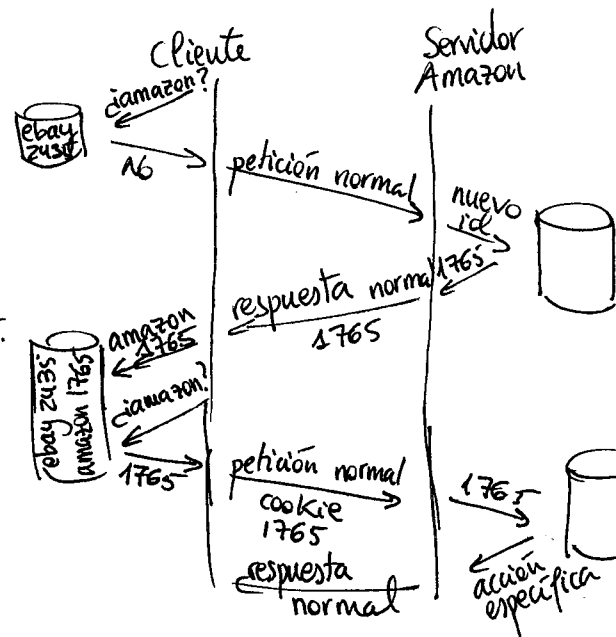 Cliente
Servidor
Amazon
¿amazon?
ebay
2435
No
petición normal
nuevo
id
1765
respuesta normal
1765
amazon
1765
ebay 2435
amazon 1765
¿amazon?
1765
petición normal
cookie
1765
1765
acción
específica
respuesta
normal